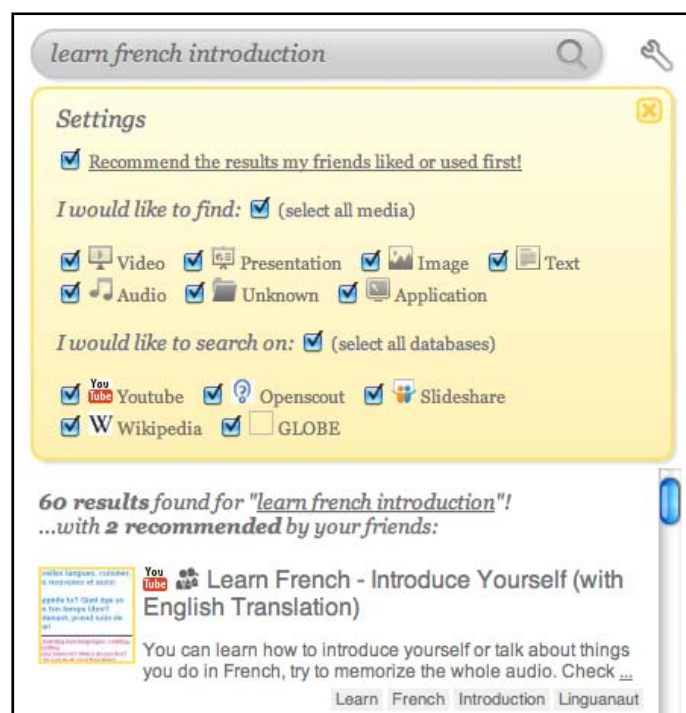 learn french introduction
Settings
Recommend the results my friends liked or used first!
I would like to find: (select all media)
Video Presentation Image Text
Audio Unknown Application
I would like to search on: (select all databases)
You Tube Youtube Openscout Slideshare
W Wikipedia GLOBE
60 results found for "learn french introduction"!
...with 2 recommended by your friends:
You Tube Learn French - Introduce Yourself (with
English Translation)
You can learn how to introduce yourself or talk about things
you do in French, try to memorize the whole audio. Check ...
Learn French Introduction Linguanaut